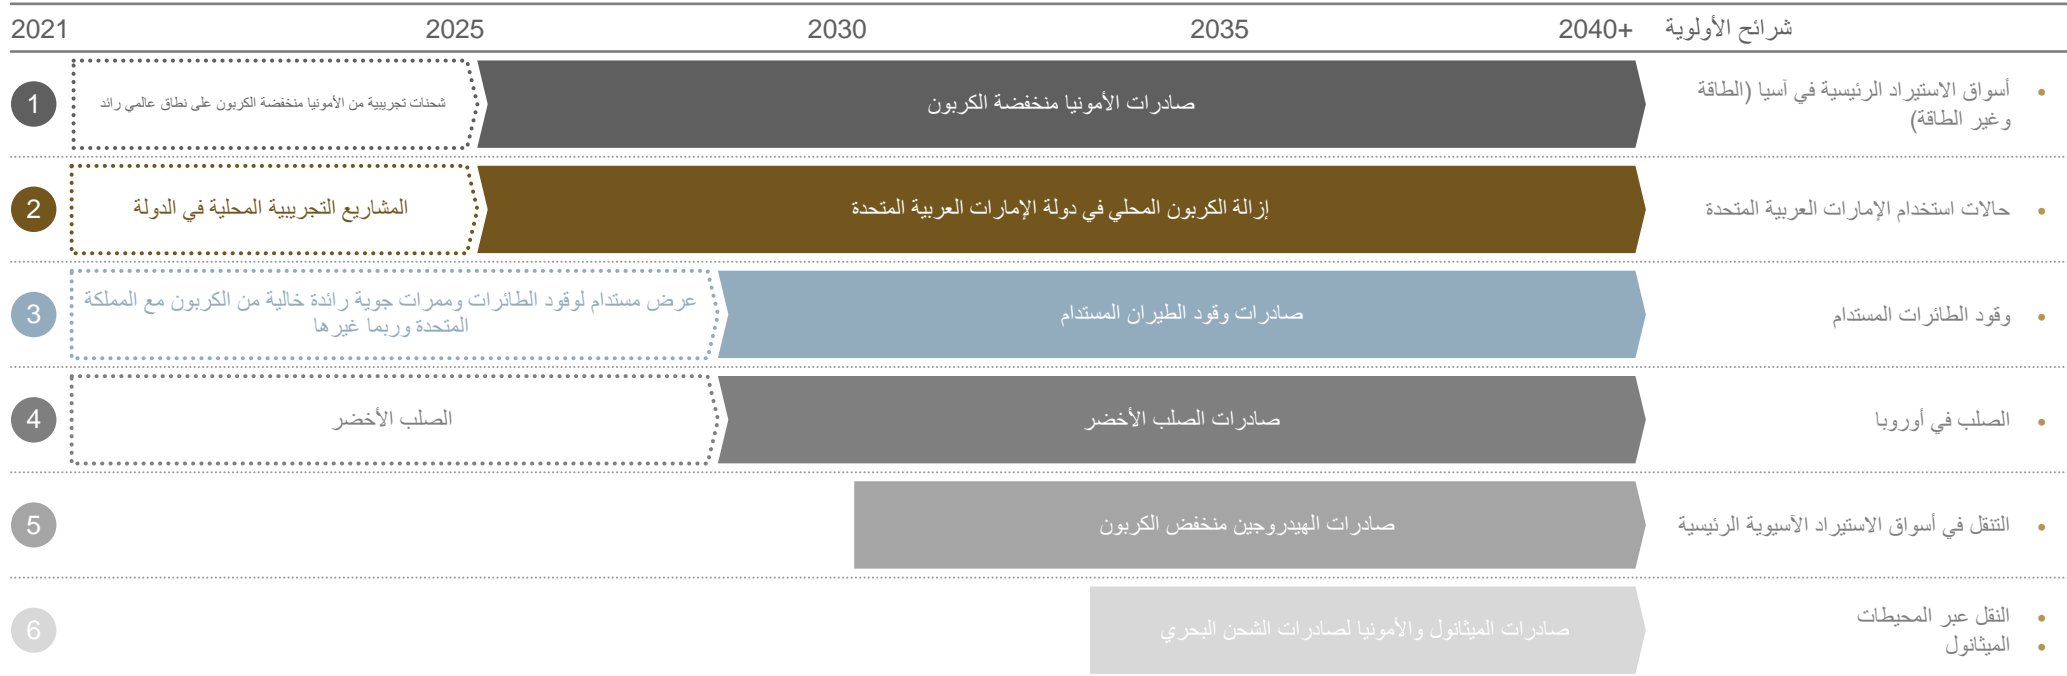 2021 2025 2030 2035 2040+ شرائح الأولوية
1 شحنات تجريبية من الأمونيا منخفضة الكربون على نطاق عالمي رائد صادرات الأمونيا منخفضة الكربون
أسواق الاستيراد الرئيسية في آسيا (الطاقة
وغير الطاقة)
2 المشاريع التجريبية المحلية في الدولة إزالة الكربون المحلي في دولة الإمارات العربية المتحدة
حالات استخدام الإمارات العربية المتحدة
3
عرض مستدام لوقود الطائرات وممرات جوية رائدة خالية من الكربون مع المملكة
المتحدة وربما غيرها
صادرات وقود الطيران المستدام
وقود الطائرات المستدام
4 الصلب الأخضر صادرات الصلب الأخضر
الصلب في أوروبا
5 صادرات الهيدروجين منخفض الكربون
التنقل في أسواق الاستيراد الآسيوية الرئيسية
6 صادرات الميثانول والأمونيا لصادرات الشحن البحري
النقل عبر المحيطات
الميثانول